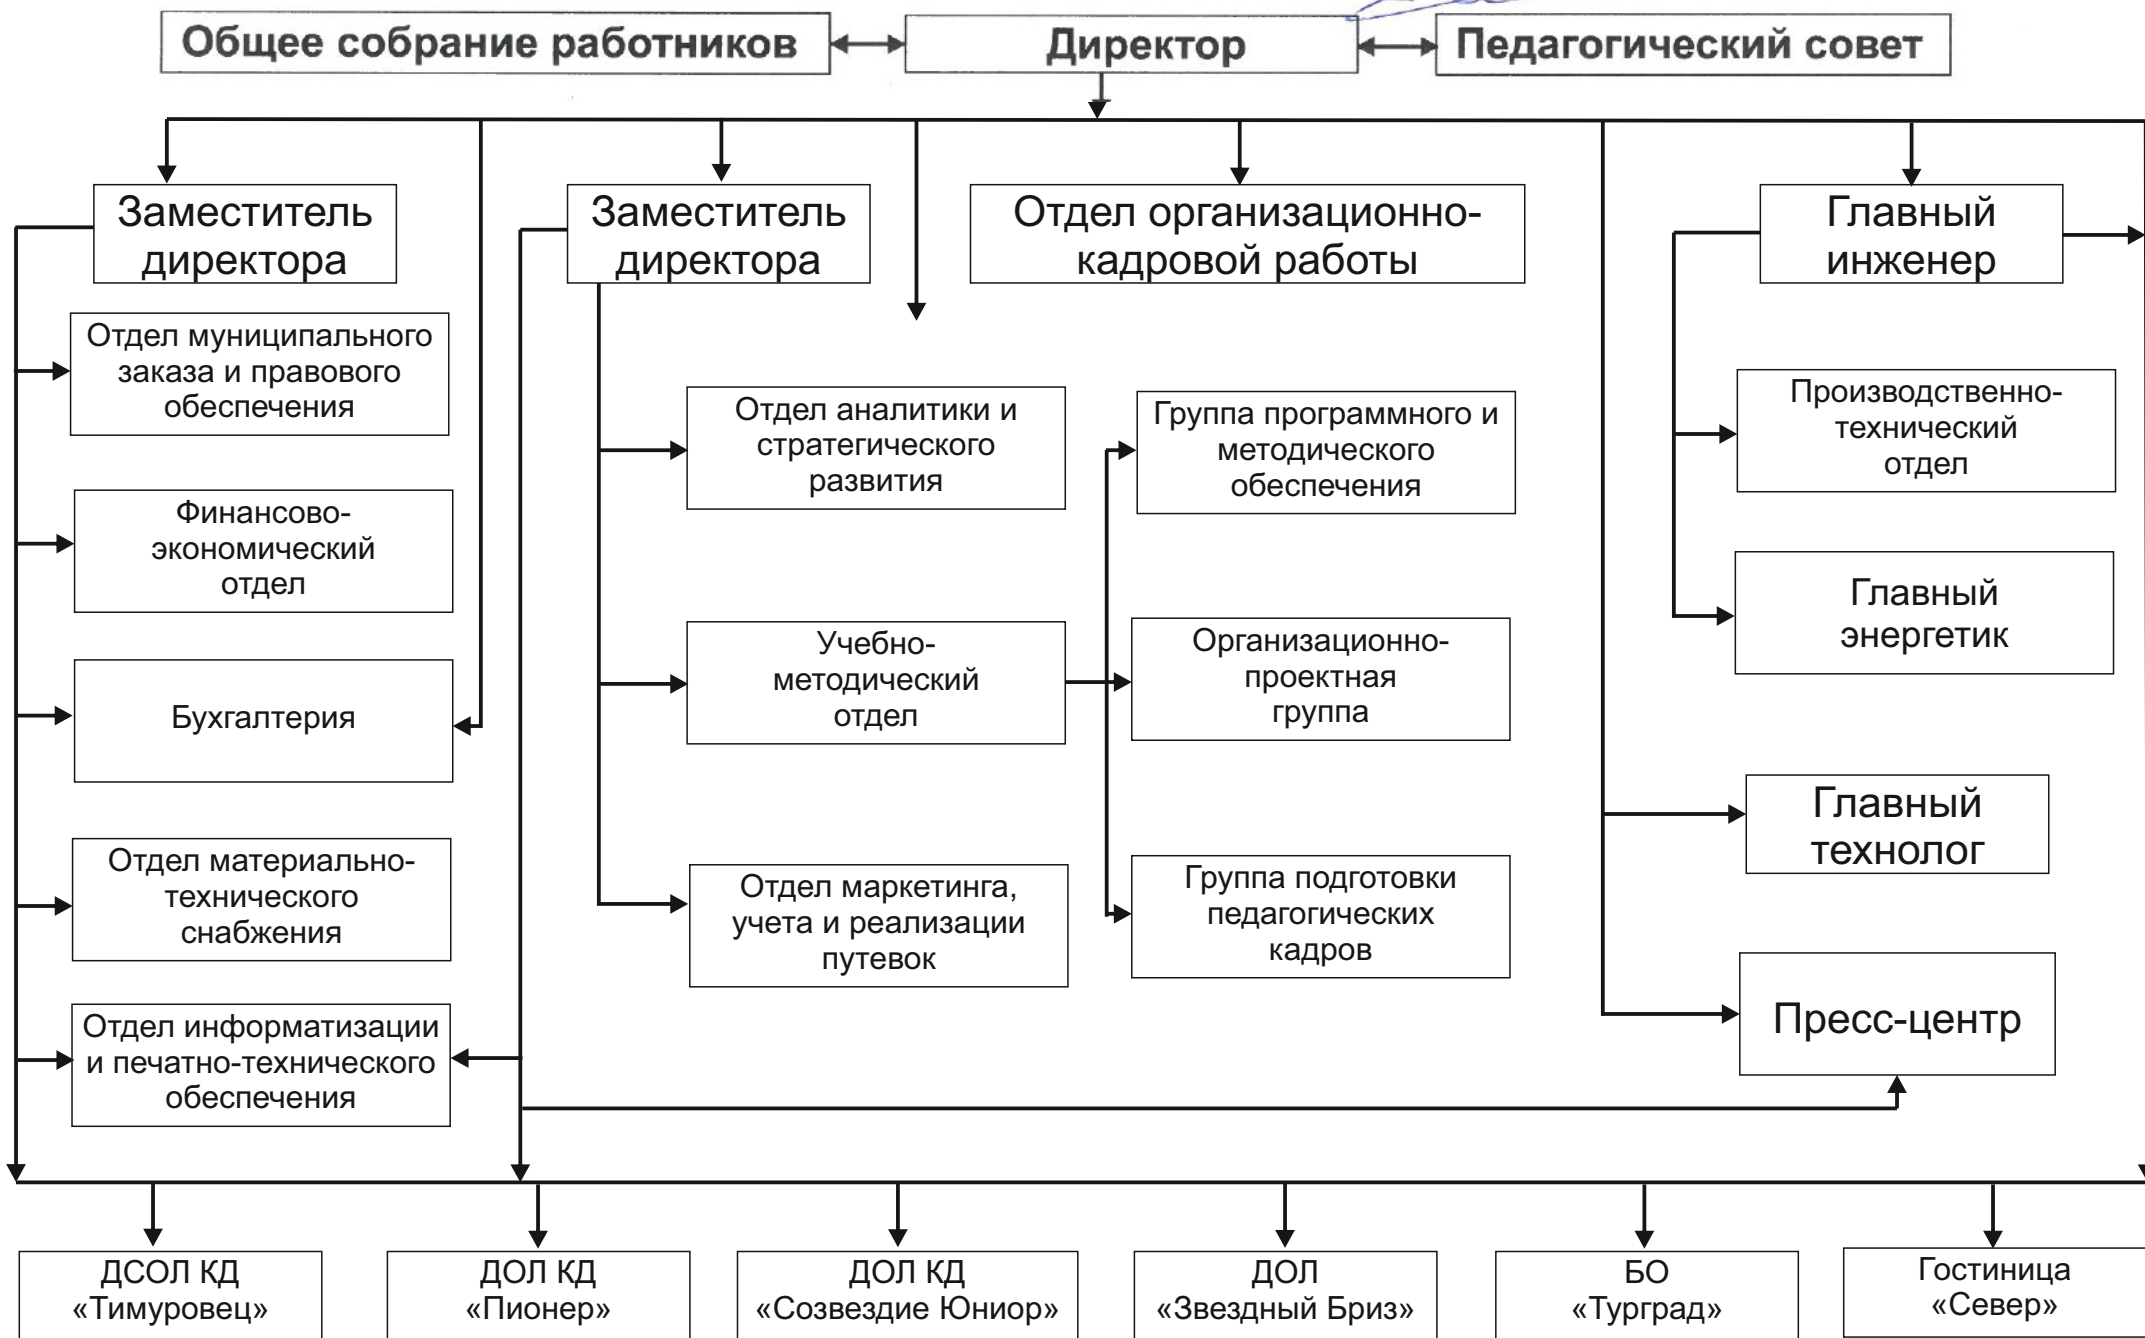 Общее собрание работников
Директор
Педагогический совет
Заместитель
директора
Заместитель
директора
Отдел организационно-
кадровой работы
Главный
инженер
Отдел муниципального
заказа и правового
обеспечения
Финансово-
экономический
отдел
Бухгалтерия
Отдел материально-
технического
снабжения
Отдел информатизации
и печатно-технического
обеспечения
Отдел аналитики и
стратегического
развития
Учебно-
методический
отдел
Отдел маркетинга,
учета и реализации
путевок
Группа программного и
методического
обеспечения
Организационно-
проектная
группа
Группа подготовки
педагогических
кадров
Производственно-
технический
отдел
Главный
энергетик
Главный
технолог
Пресс-центр
ДСОЛ КД
«Тимуровец»
ДОЛ КД
«Пионер»
ДОЛ КД
«Созвездие Юниор»
ДОЛ
«Звездный Бриз»
БО
«Турград»
Гостиница
«Север»